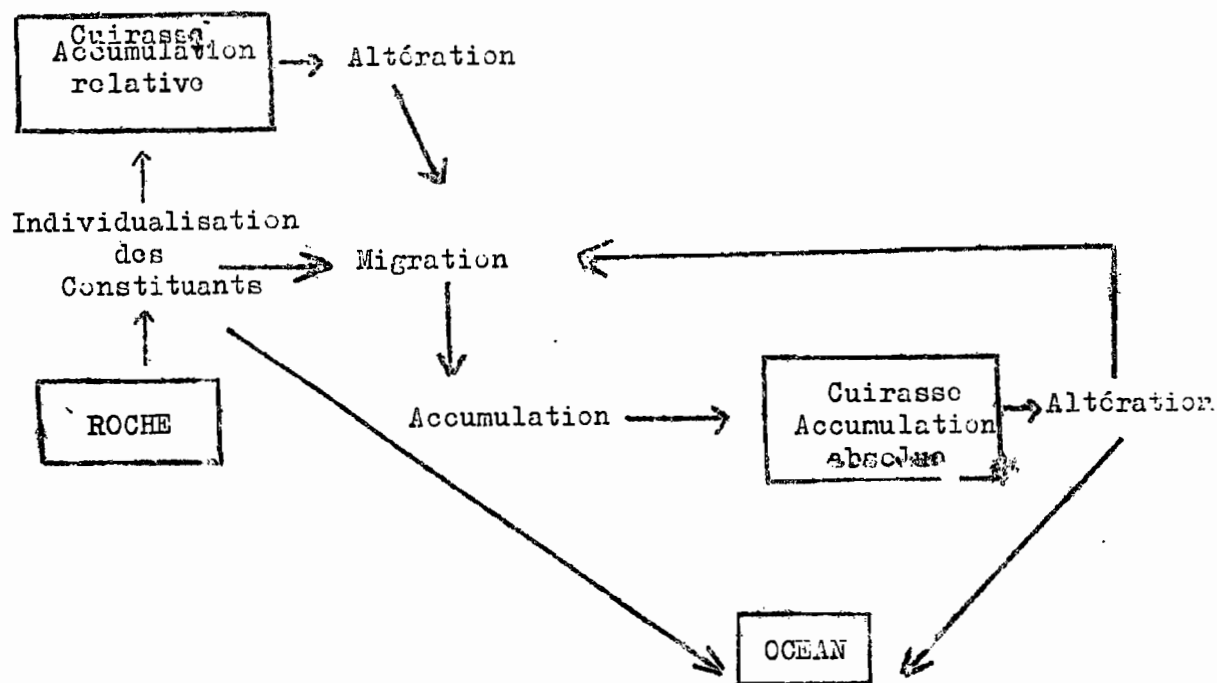 Cuirasse
Accumulation
relative
Altération
Individualisation
des
Constituants
Migration
ROCHE
Accumulation
Cuirasse
Accumulation
absolue
Altération
OCEAN